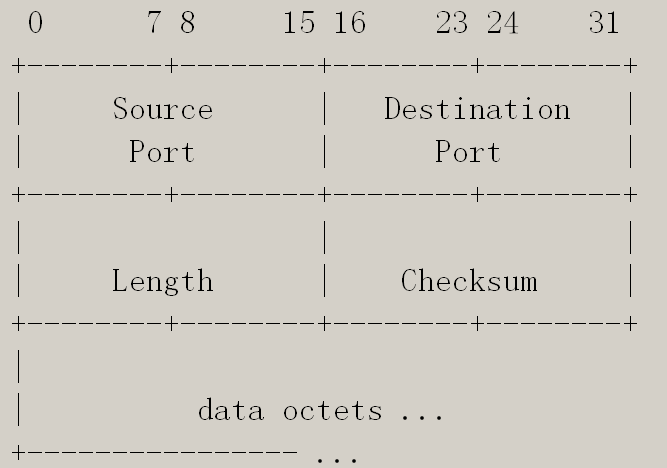 0      7 8     15 16    23 24    31
+--------+--------+--------+--------+
|     Source      |   Destination   |
|      Port       |      Port       |
+--------+--------+--------+--------+
|                 |                 |
|     Length      |    Checksum     |
+--------+--------+--------+--------+
|
|          data octets ...
+---------------- ...